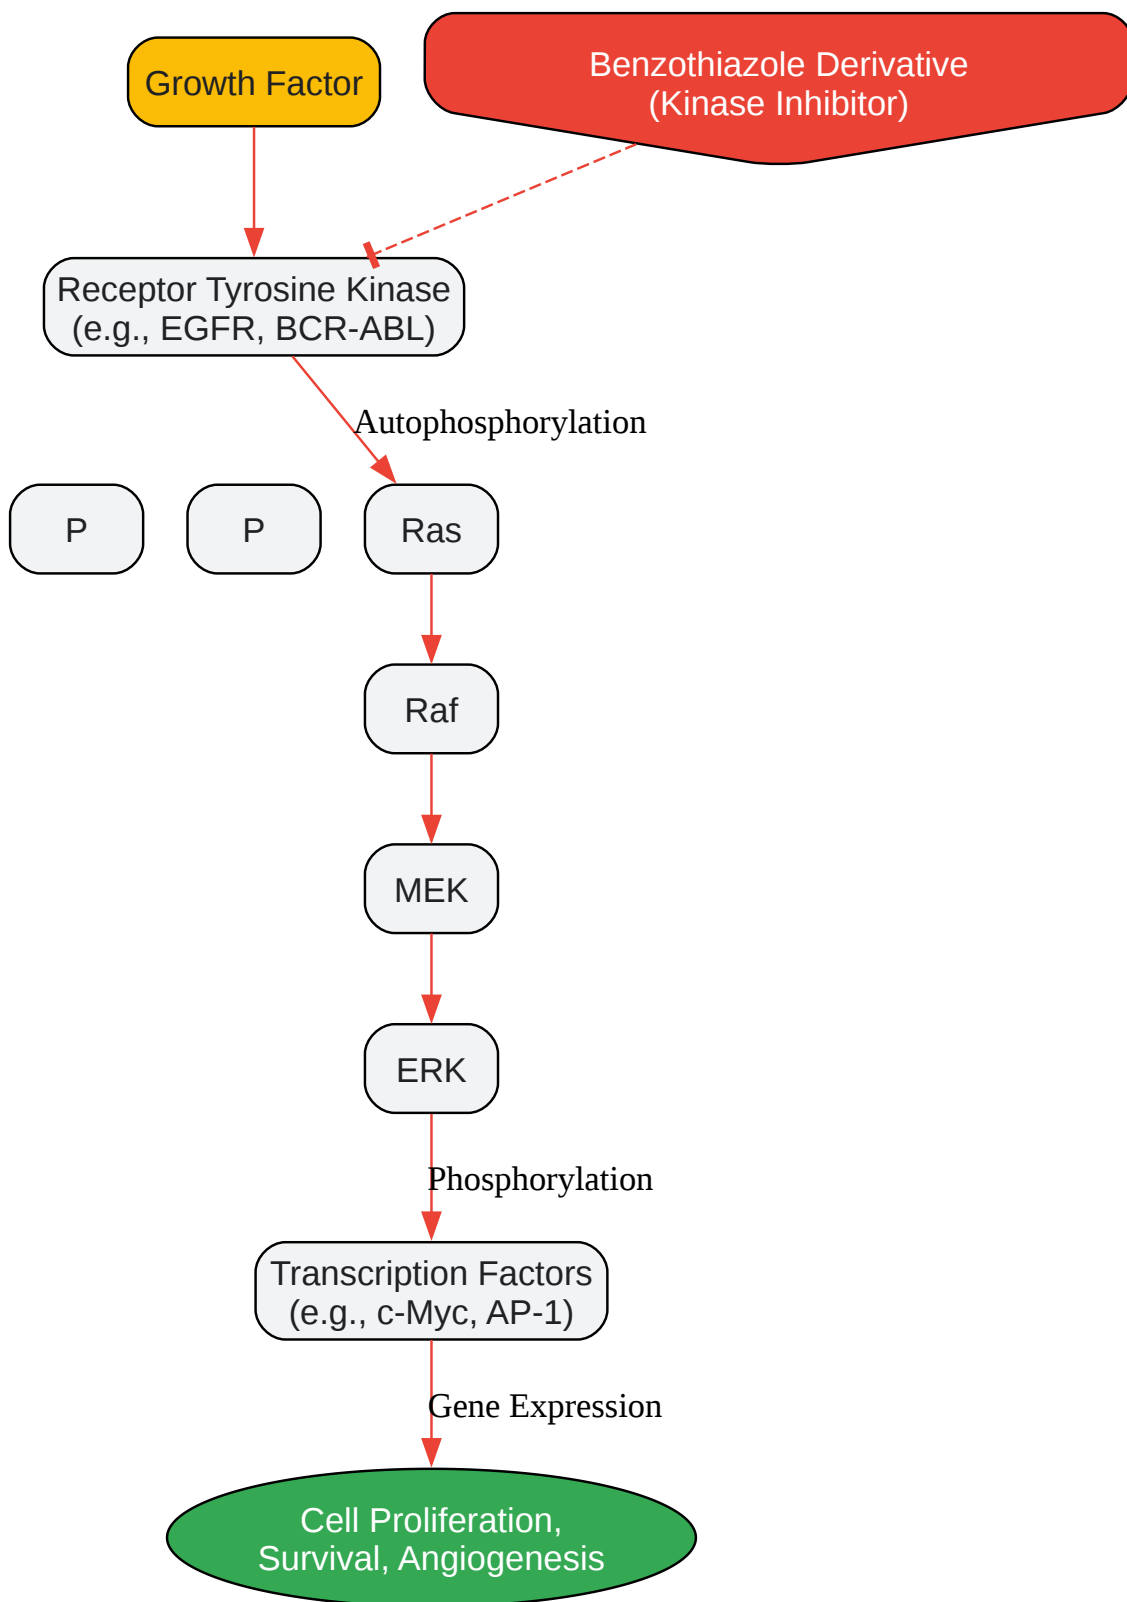 Growth Factor
Benzothiazole Derivative
(Kinase Inhibitor)
Receptor Tyrosine Kinase
(e.g., EGFR, BCR-ABL)
Autophosphorylation
P
P
Ras
Raf
MEK
ERK
Phosphorylation
Transcription Factors
(e.g., c-Myc, AP-1)
Gene Expression
Cell Proliferation,
Survival, Angiogenesis